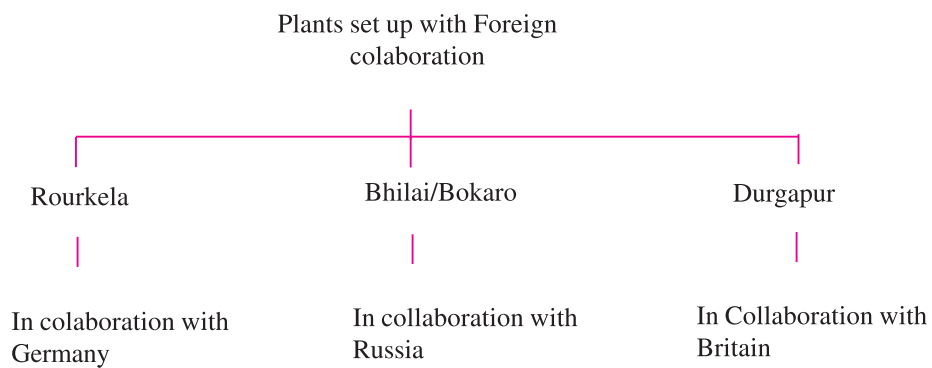 Plants set up with Foreign
colaboration
Rourkela
Bhilai/Bokaro
Durgapur
In colaboration with
Germany
In collaboration with
Russia
In Collaboration with
Britain